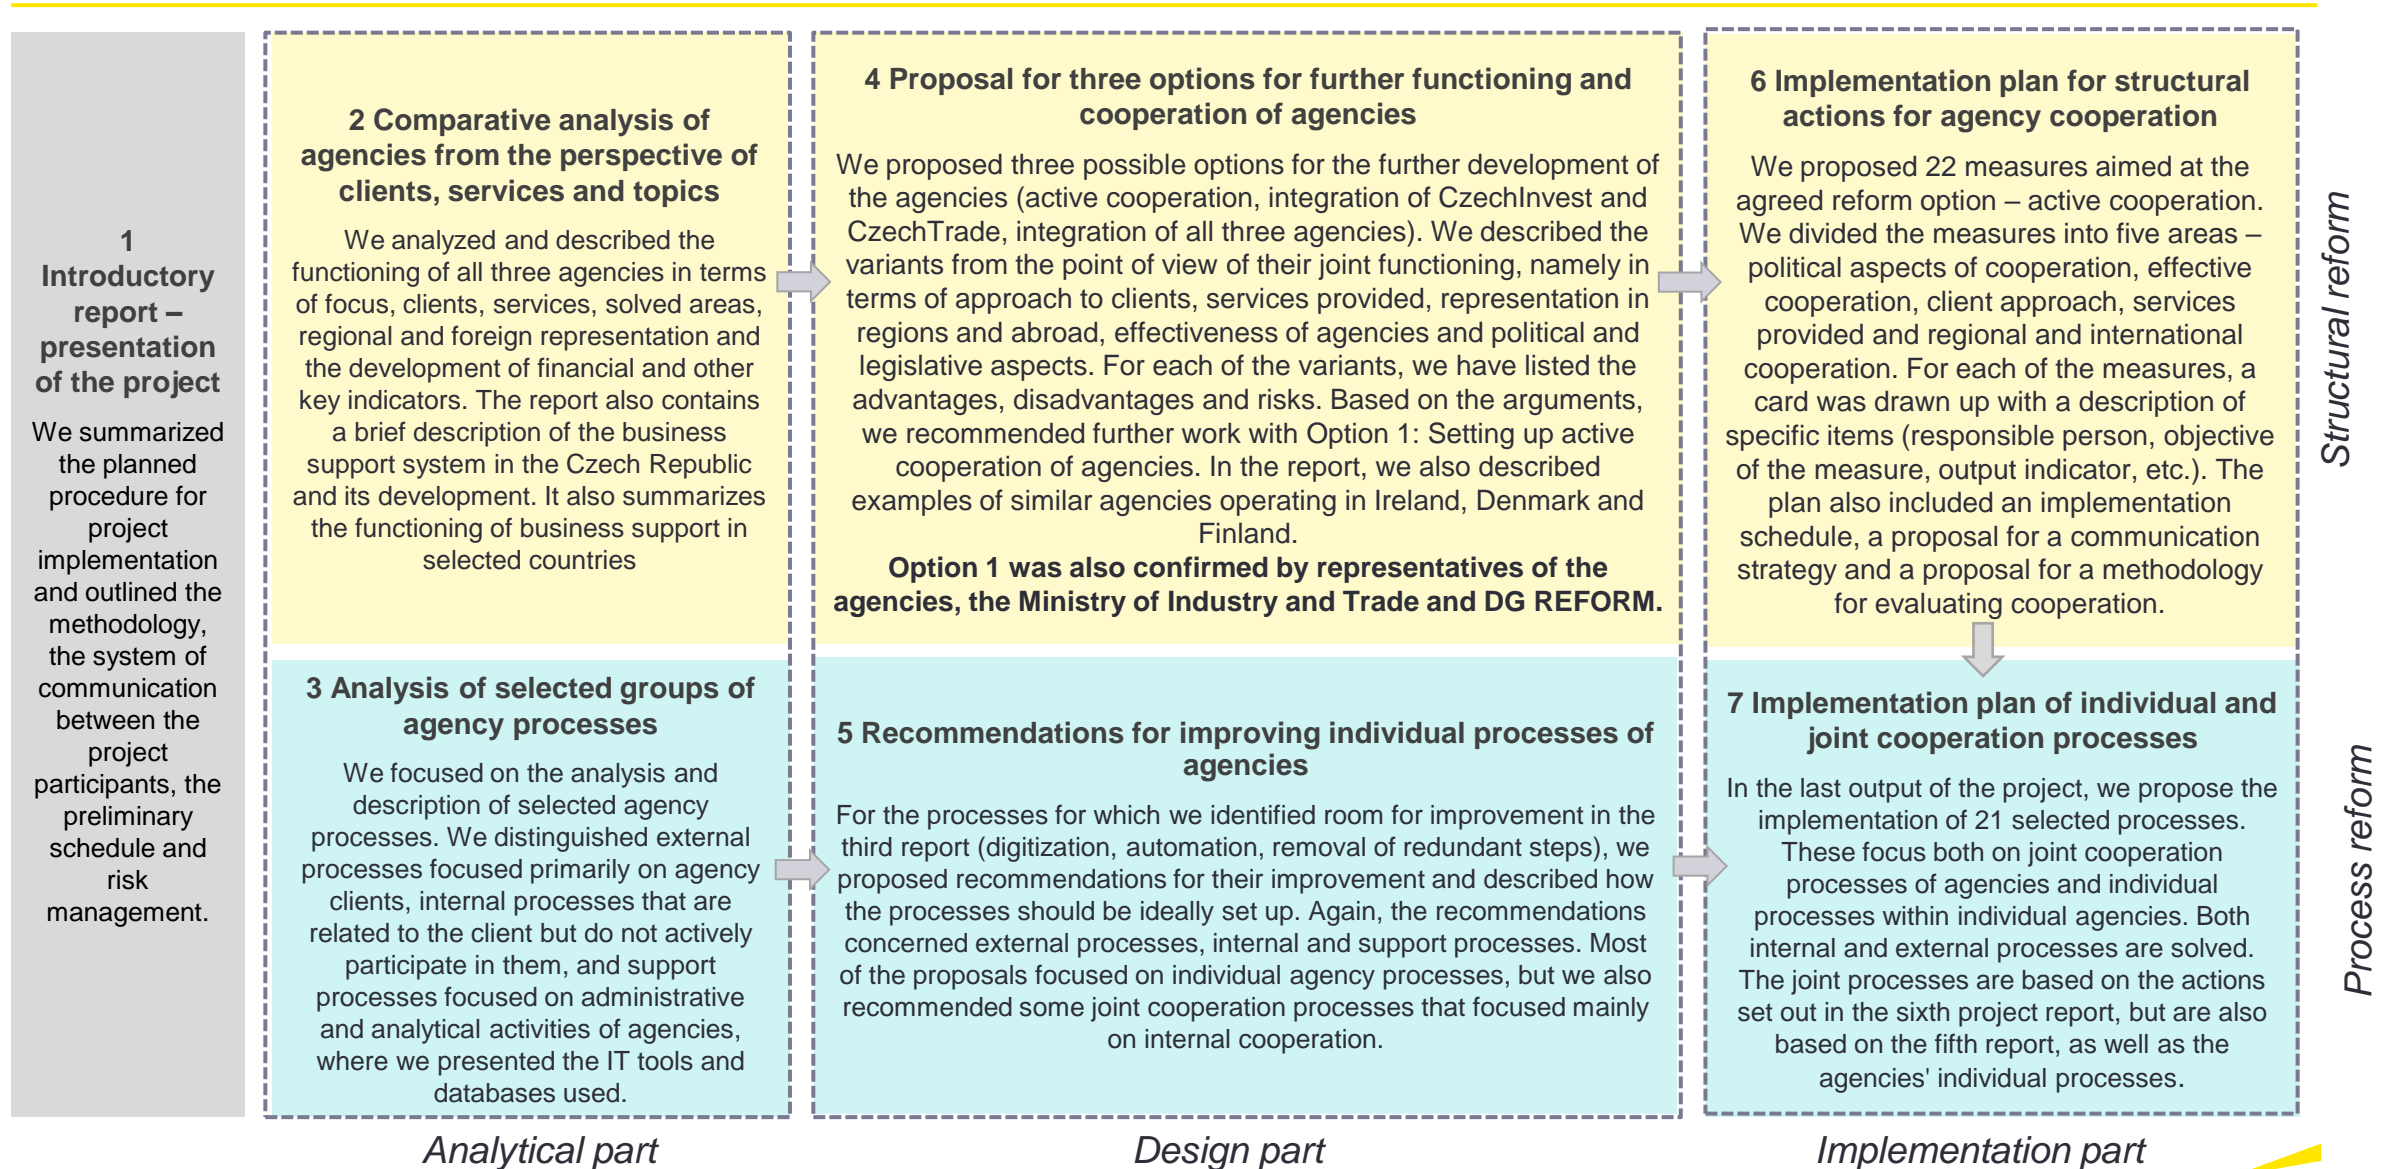 1
Introductory
report –
presentation
of the project
We summarized
the planned
procedure for
project
implementation
and outlined the
methodology,
the system of
communication
between the
project
participants, the
preliminary
schedule and
risk
management.
2 Comparative analysis of
agencies from the perspective of
clients, services and topics
We analyzed and described the
functioning of all three agencies in terms
of focus, clients, services, solved areas,
regional and foreign representation and
the development of financial and other
key indicators. The report also contains
a brief description of the business
support system in the Czech Republic
and its development. It also summarizes
the functioning of business support in
selected countries
3 Analysis of selected groups of
agency processes
We focused on the analysis and
description of selected agency
processes. We distinguished external
processes focused primarily on agency
clients, internal processes that are
related to the client but do not actively
participate in them, and support
processes focused on administrative
and analytical activities of agencies,
where we presented the IT tools and
databases used.
4 Proposal for three options for further functioning and
cooperation of agencies
We proposed three possible options for the further development of
the agencies (active cooperation, integration of CzechInvest and
CzechTrade, integration of all three agencies). We described the
variants from the point of view of their joint functioning, namely in
terms of approach to clients, services provided, representation in
regions and abroad, effectiveness of agencies and political and
legislative aspects. For each of the variants, we have listed the
advantages, disadvantages and risks. Based on the arguments,
we recommended further work with Option 1: Setting up active
cooperation of agencies. In the report, we also described
examples of similar agencies operating in Ireland, Denmark and
Finland.
Option 1 was also confirmed by representatives of the
agencies, the Ministry of Industry and Trade and DG REFORM.
5 Recommendations for improving individual processes of
agencies
For the processes for which we identified room for improvement in the
third report (digitization, automation, removal of redundant steps), we
proposed recommendations for their improvement and described how
the processes should be ideally set up. Again, the recommendations
concerned external processes, internal and support processes. Most
of the proposals focused on individual agency processes, but we also
recommended some joint cooperation processes that focused mainly
on internal cooperation.
6 Implementation plan for structural
actions for agency cooperation
We proposed 22 measures aimed at the
agreed reform option – active cooperation.
We divided the measures into five areas –
political aspects of cooperation, effective
cooperation, client approach, services
provided and regional and international
cooperation. For each of the measures, a
card was drawn up with a description of
specific items (responsible person, objective
of the measure, output indicator, etc.). The
plan also included an implementation
schedule, a proposal for a communication
strategy and a proposal for a methodology
for evaluating cooperation.
7 Implementation plan of individual and
joint cooperation processes
In the last output of the project, we propose the
implementation of 21 selected processes.
These focus both on joint cooperation
processes of agencies and individual
processes within individual agencies. Both
internal and external processes are solved.
The joint processes are based on the actions
set out in the sixth project report, but are also
based on the fifth report, as well as the
agencies' individual processes.
Structural reform
Process reform
Analytical part
Design part
Implementation part